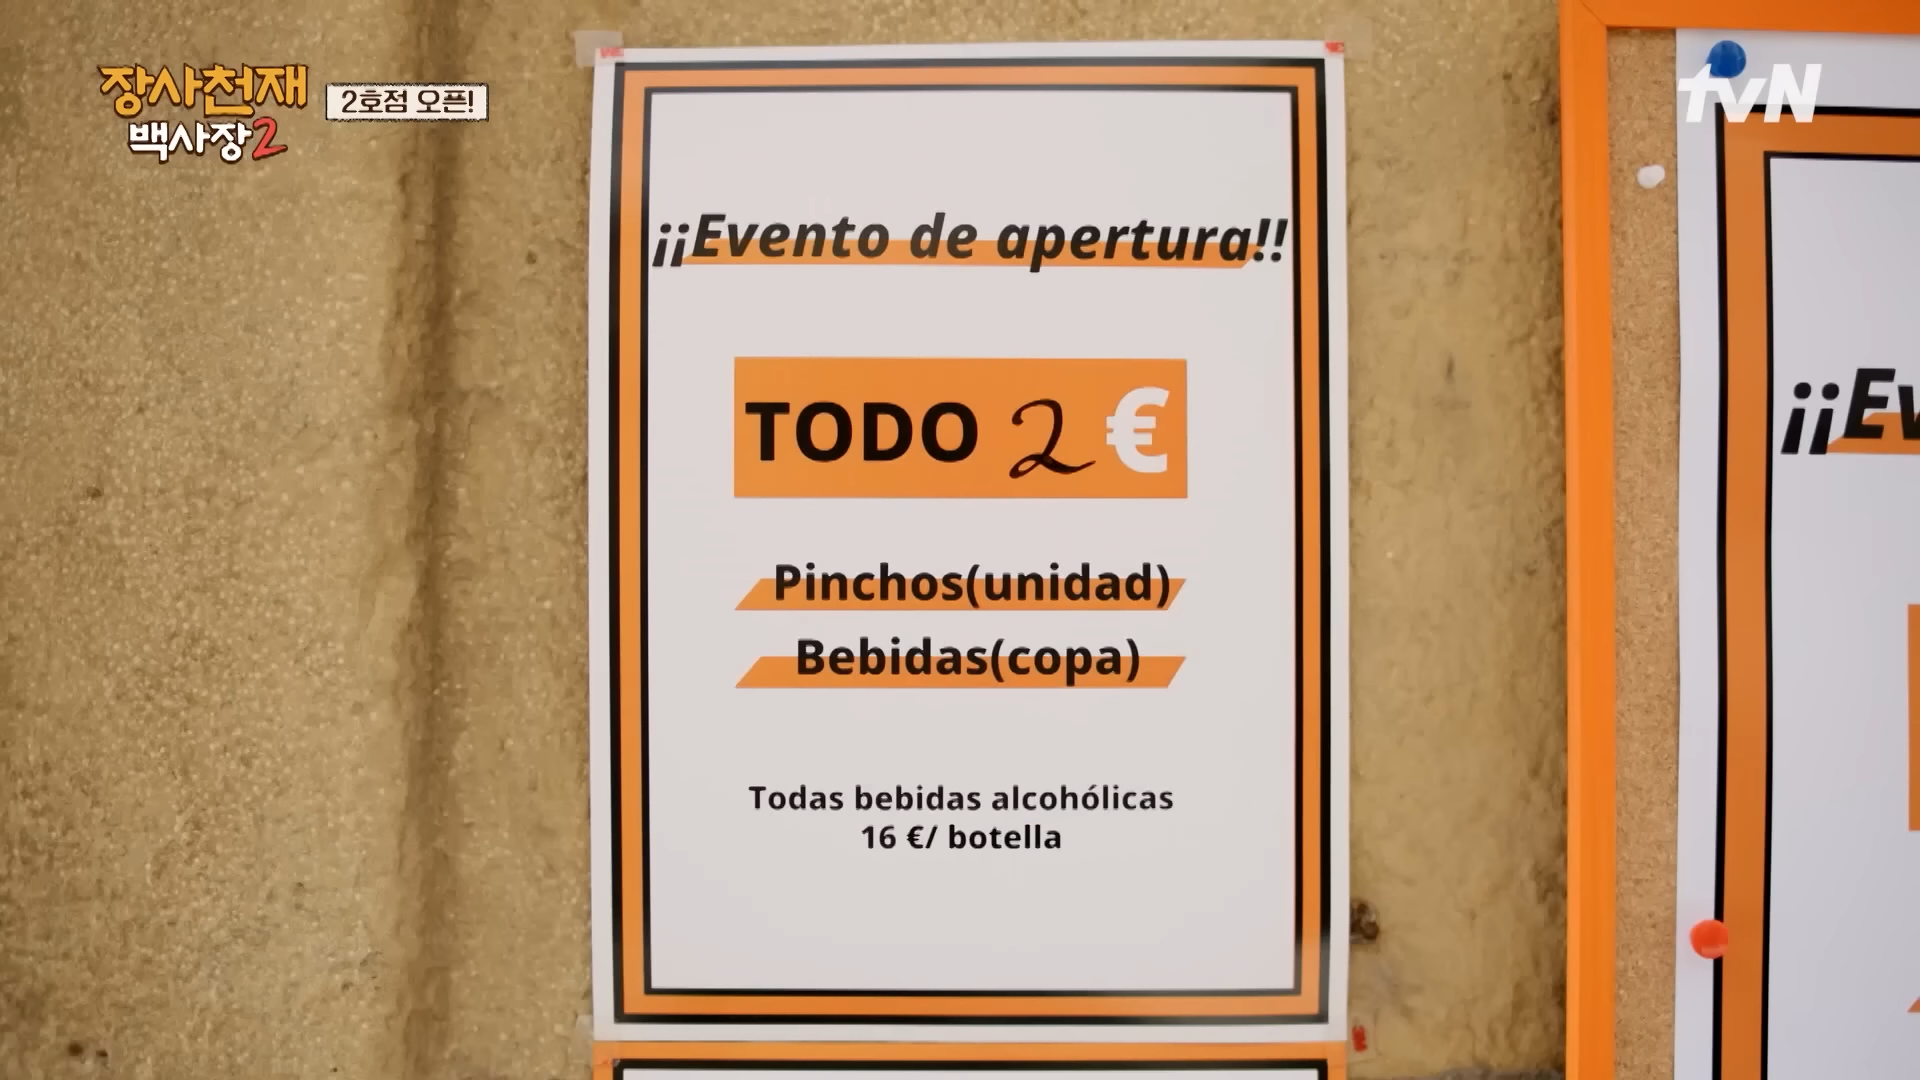 장사천재
백사장2
2호점 오픈!
tvN
¡¡Evento de apertura!!
TODO 2 €
Pinchos(unidad)
Bebidas(copa)
Todas bebidas alcohólicas
16 €/ botella
¡¡Ev